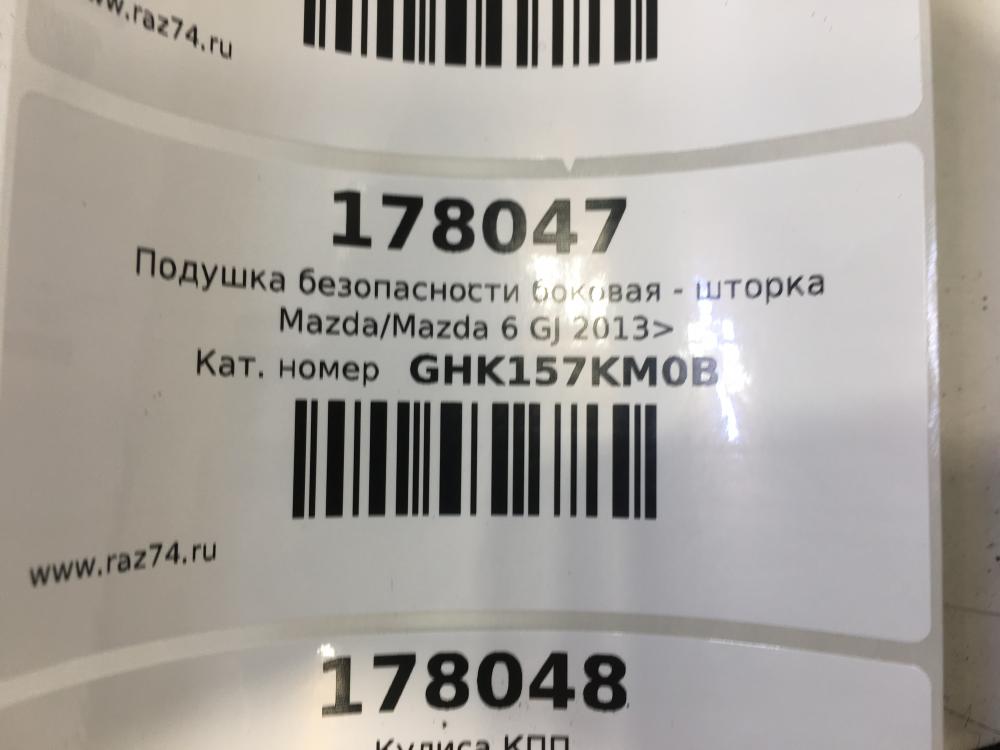 www.raz74.ru
178047
Подушка безопасности боковая - шторка
Mazda/Mazda 6 GJ 2013>
Кат. номер GHK157KM0B
www.raz74.ru
178048
Кулиса КПП